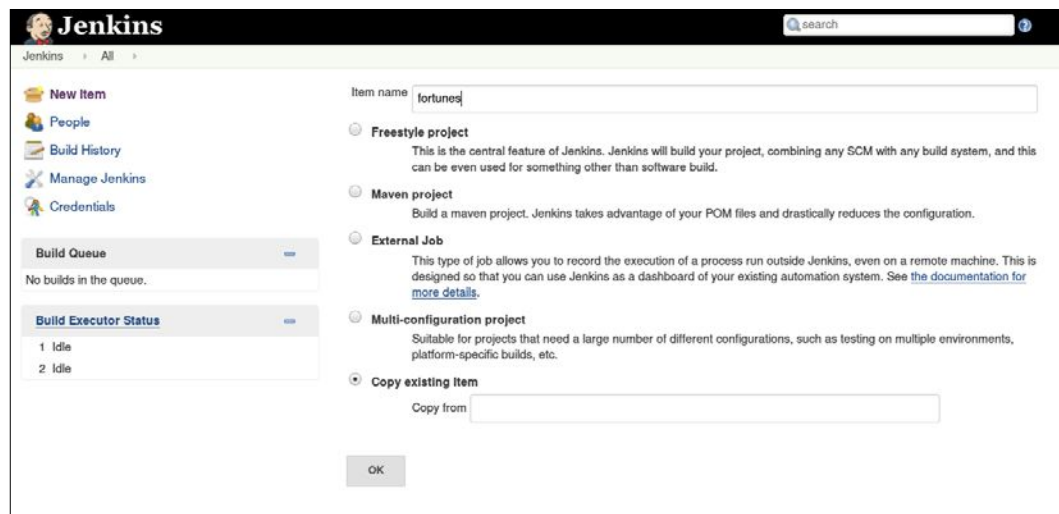 Jenkins
search
Jenkins All
New Item
People
Build History
Manage Jenkins
Credentials
Build Queue
No builds in the queue.
Build Executor Status
1 Idle
2 Idle
Item name fortunes
Freestyle project
This is the central feature of Jenkins. Jenkins will build your project, combining any SCM with any build system, and this
can be even used for something other than software build.
Maven project
Build a maven project. Jenkins takes advantage of your POM files and drastically reduces the configuration.
External Job
This type of job allows you to record the execution of a process run outside Jenkins, even on a remote machine. This is
designed so that you can use Jenkins as a dashboard of your existing automation system. See the documentation for
more details.
Multi-configuration project
Suitable for projects that need a large number of different configurations, such as testing on multiple environments,
platform-specific builds, etc.
Copy existing Item
Copy from
OK